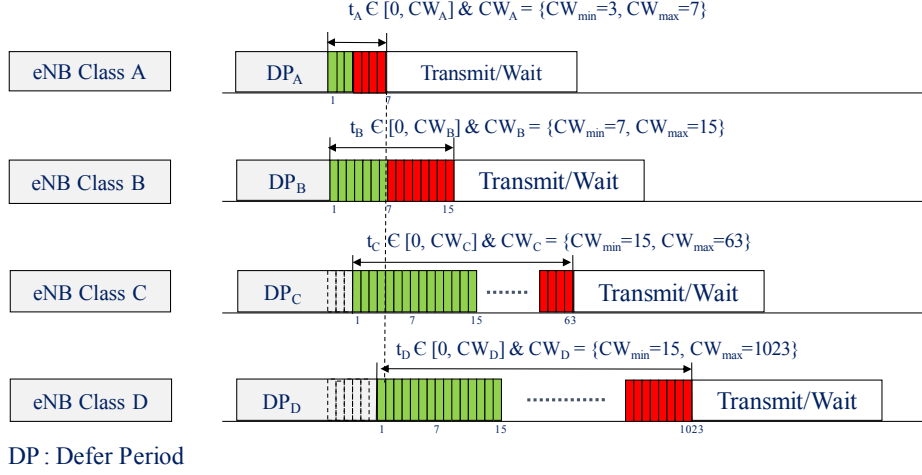 t_A Є [0, CW_A] & CW_A = {CW_min=3, CW_max=7}
eNB Class A
DP_A
Transmit/Wait
1 7
t_B Є [0, CW_B] & CW_B = {CW_min=7, CW_max=15}
eNB Class B
DP_B
Transmit/Wait
1 7 15
t_C Є [0, CW_C] & CW_C = {CW_min=15, CW_max=63}
eNB Class C
DP_C
Transmit/Wait
1 7 15 63
t_D Є [0, CW_D] & CW_D = {CW_min=15, CW_max=1023}
eNB Class D
DP_D
Transmit/Wait
1 7 15 1023
DP : Defer Period